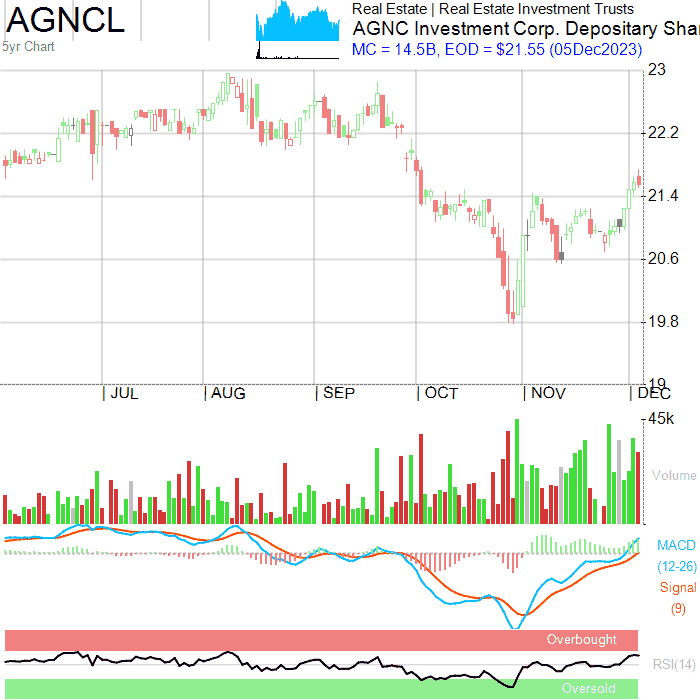 AGNCL
5yr Chart
Real Estate | Real Estate Investment Trusts
AGNC Investment Corp. Depositary Shar
MC = 14.5B, EOD = $21.55 (05Dec2023)
23
22.2
21.4
20.6
19.8
19
| JUL | AUG | SEP | OCT | NOV | DEC
45k
Volume
MACD
(12-26)
Signal
(9)
Overbought
RSI(14)
Oversold